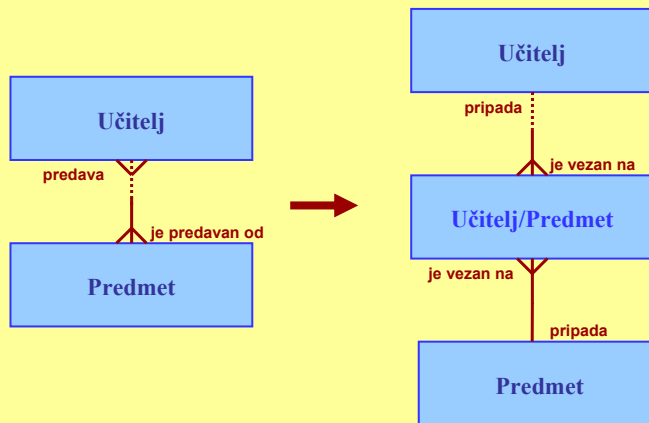 Učitelj
predava
je predavan od
Predmet
Učitelj
pripada
je vezan na
Učitelj/Predmet
je vezan na
pripada
Predmet